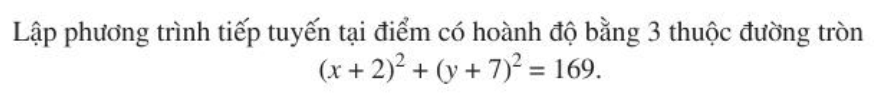 Lập phương trình tiếp tuyến tại điểm có hoành độ bằng 3 thuộc đường tròn
(x + 2)² + (y + 7)² = 169.